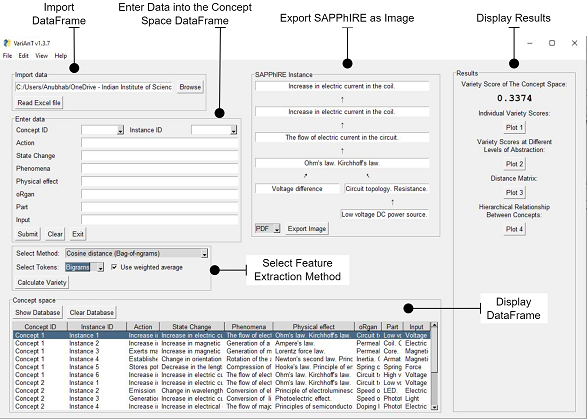 Import
DataFrame
Enter Data into the Concept
Space DataFrame
Export SAPPhIRE as Image
Display Results
VariAnT v1.3.7
File Edit View Help
Import data
C:/Users/Anubhab/OneDrive - Indian Institute of Scienc
Browse
Read Excel file
Enter data
Concept ID
Instance ID
Action
State Change
Phenomena
Physical effect
oRgan
Part
Input
Submit Clear Exit
SAPPhIRE Instance
Increase in electric current in the coil.
↑
Increase in electric current in the coil.
↑
The flow of electric current in the circuit.
↑
Ohm's law. Kirchhoff's law.
Voltage difference
Circuit topology. Resistance.
↑
Low voltage DC power source.
PDF Export Image
Results
Variety Score of The Concept Space:
0.3374
Individual Variety Scores:
Plot 1
Variety Scores at Different
Levels of Abstraction:
Plot 2
Distance Matrix:
Plot 3
Hierarchical Relationship
Between Concepts:
Plot 4
Select Method: Cosine distance (Bag-of-ngrams)
Select Tokens: Bigrams Use weighted average
Calculate Variety
Select Feature
Extraction Method
Display
DataFrame
Concept space
Show Database Clear Database
Concept ID Instance ID Action State Change Phenomena Physical effect oRgan Part Input
Concept 1 Instance 1 Increase i Increase in electric cu The flow of elect Ohm's law. Kirchhoff's law. Circuit t Low v Voltage
Concept 1 Instance 2 Increase i Increase in magnetic Generation of a Ampere's law. Permeal Coil. C Electric
Concept 1 Instance 3 Exerts ma Increase in magnetic Generation of m Lorentz force law. Permeal Core. Magneti
Concept 1 Instance 4 Establishe Change in orientation Rotation of the a Newton's second law. Princ Inertia. C Armat Magneti
Concept 1 Instance 5 Stores pot Decrease in the lengt Compression of Hooke's law. Principle of Spring c Spring Force
Concept 1 Instance 6 Increase i Increase in electric cu The flow of elect Ohm's law. Kirchhoff's law. Circuit t High v Voltage
Concept 2 Instance 1 Increase i Increase in electric cu The flow of elect Ohm's law. Kirchhoff's law. Circuit t Low v Voltage
Concept 2 Instance 2 Emission Change in wavelength Conversion of el Principle of electroluminesc Speed o LED. Electric
Concept 2 Instance 3 Generatio Increase in electric cu Conversion of li Photoelectric effect. Speed o Photot Light
Concept 2 Instance 4 Increase i Increase in electric cu The flow of maj Principles of semiconducto Doping l Photot Electric